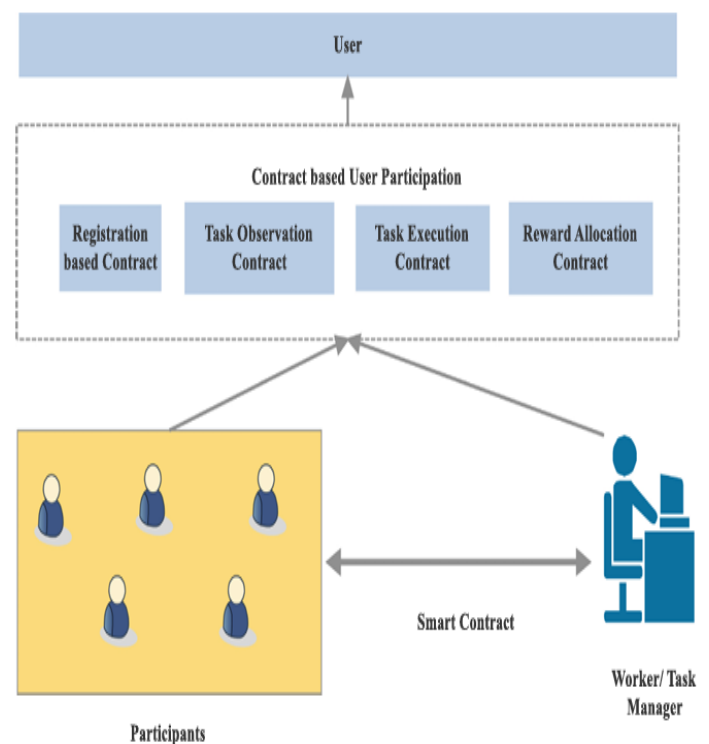 User
Contract based User Participation
Registration
based Contract
Task Observation
Contract
Task Execution
Contract
Reward Allocation
Contract
Smart Contract
Worker/ Task
Manager
Participants